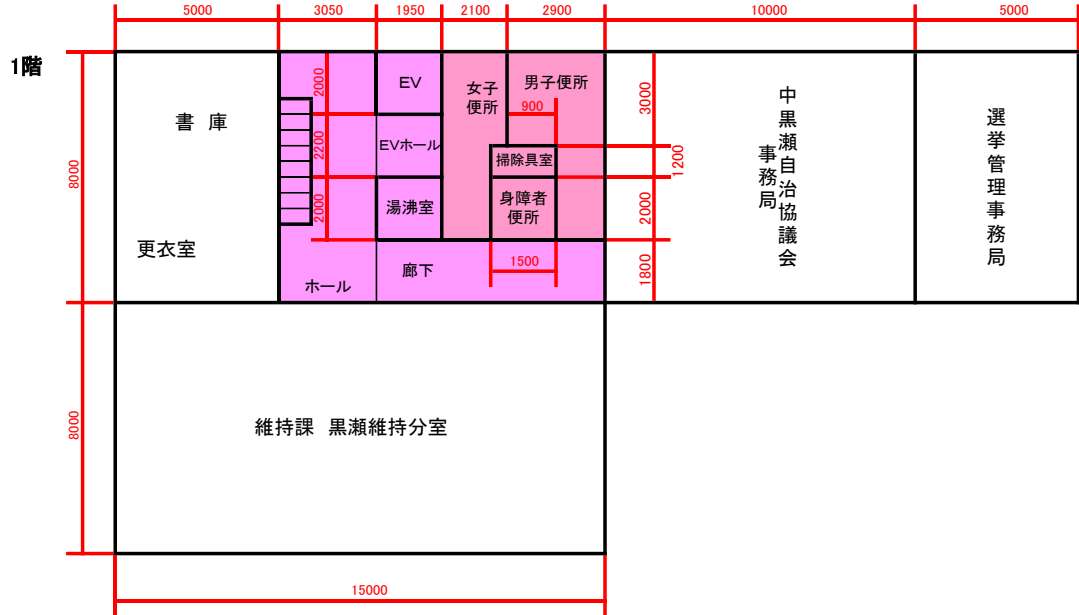 5000
3050
1950
2100
2900
10000
5000
1階
8000
2000
2200
2000
書 庫
更衣室
ホール
EV
EVホール
湯沸室
廊下
女子
便所
男子便所
900
掃除具室
身障者
便所
1500
3000
1200
2000
1800
中黒瀬自治協議会
事務局
選挙管理事務局
8000
維持課 黒瀬維持分室
15000